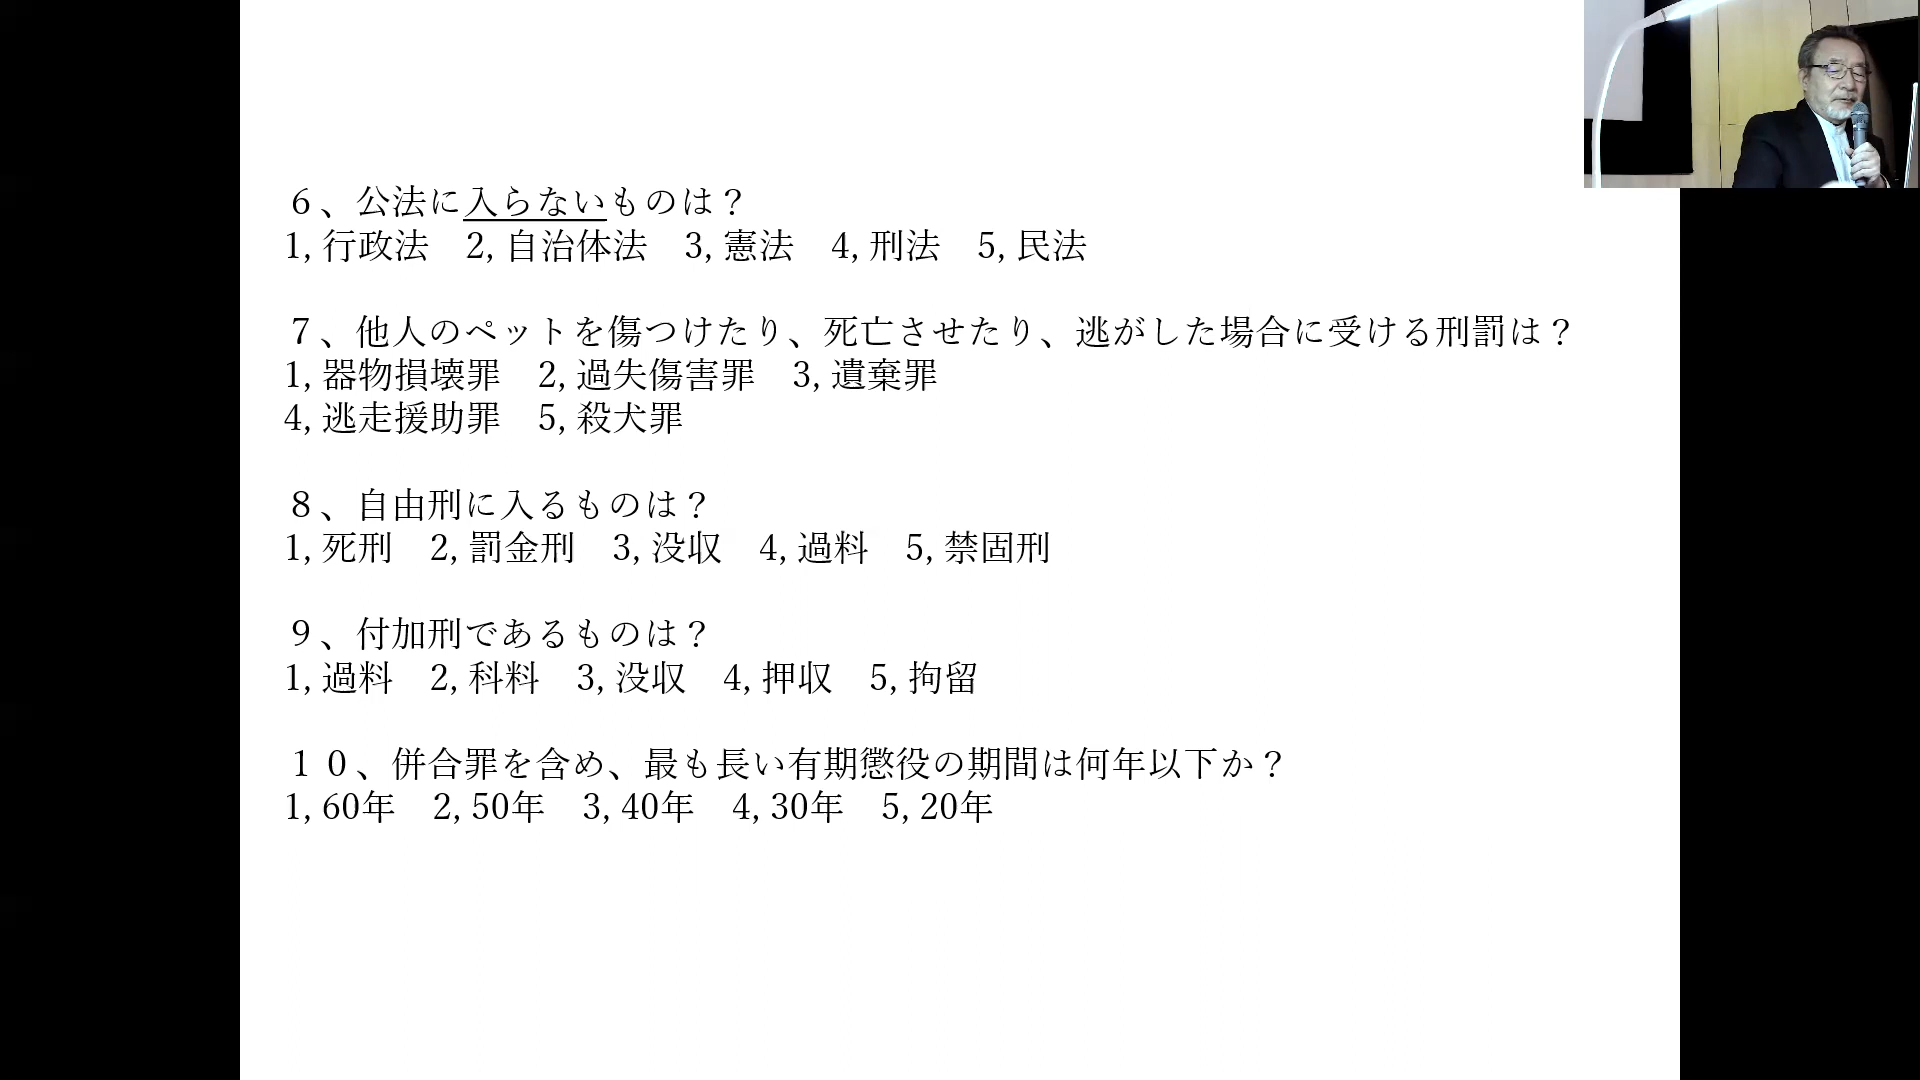 ６、公法に入らないものは？
1, 行政法　2, 自治体法　3, 憲法　4, 刑法　5, 民法
７、他人のペットを傷つけたり、死亡させたり、逃がした場合に受ける刑罰は？
1, 器物損壊罪　2, 過失傷害罪　3, 遺棄罪
4, 逃走援助罪　5, 殺犬罪
８、自由刑に入るものは？
1, 死刑　2, 罰金刑　3, 没収　4, 過料　5, 禁固刑
９、付加刑であるものは？
1, 過料　2, 科料　3, 没収　4, 押収　5, 拘留
１０、併合罪を含め、最も長い有期懲役の期間は何年以下か？
1, 60年　2, 50年　3, 40年　4, 30年　5, 20年